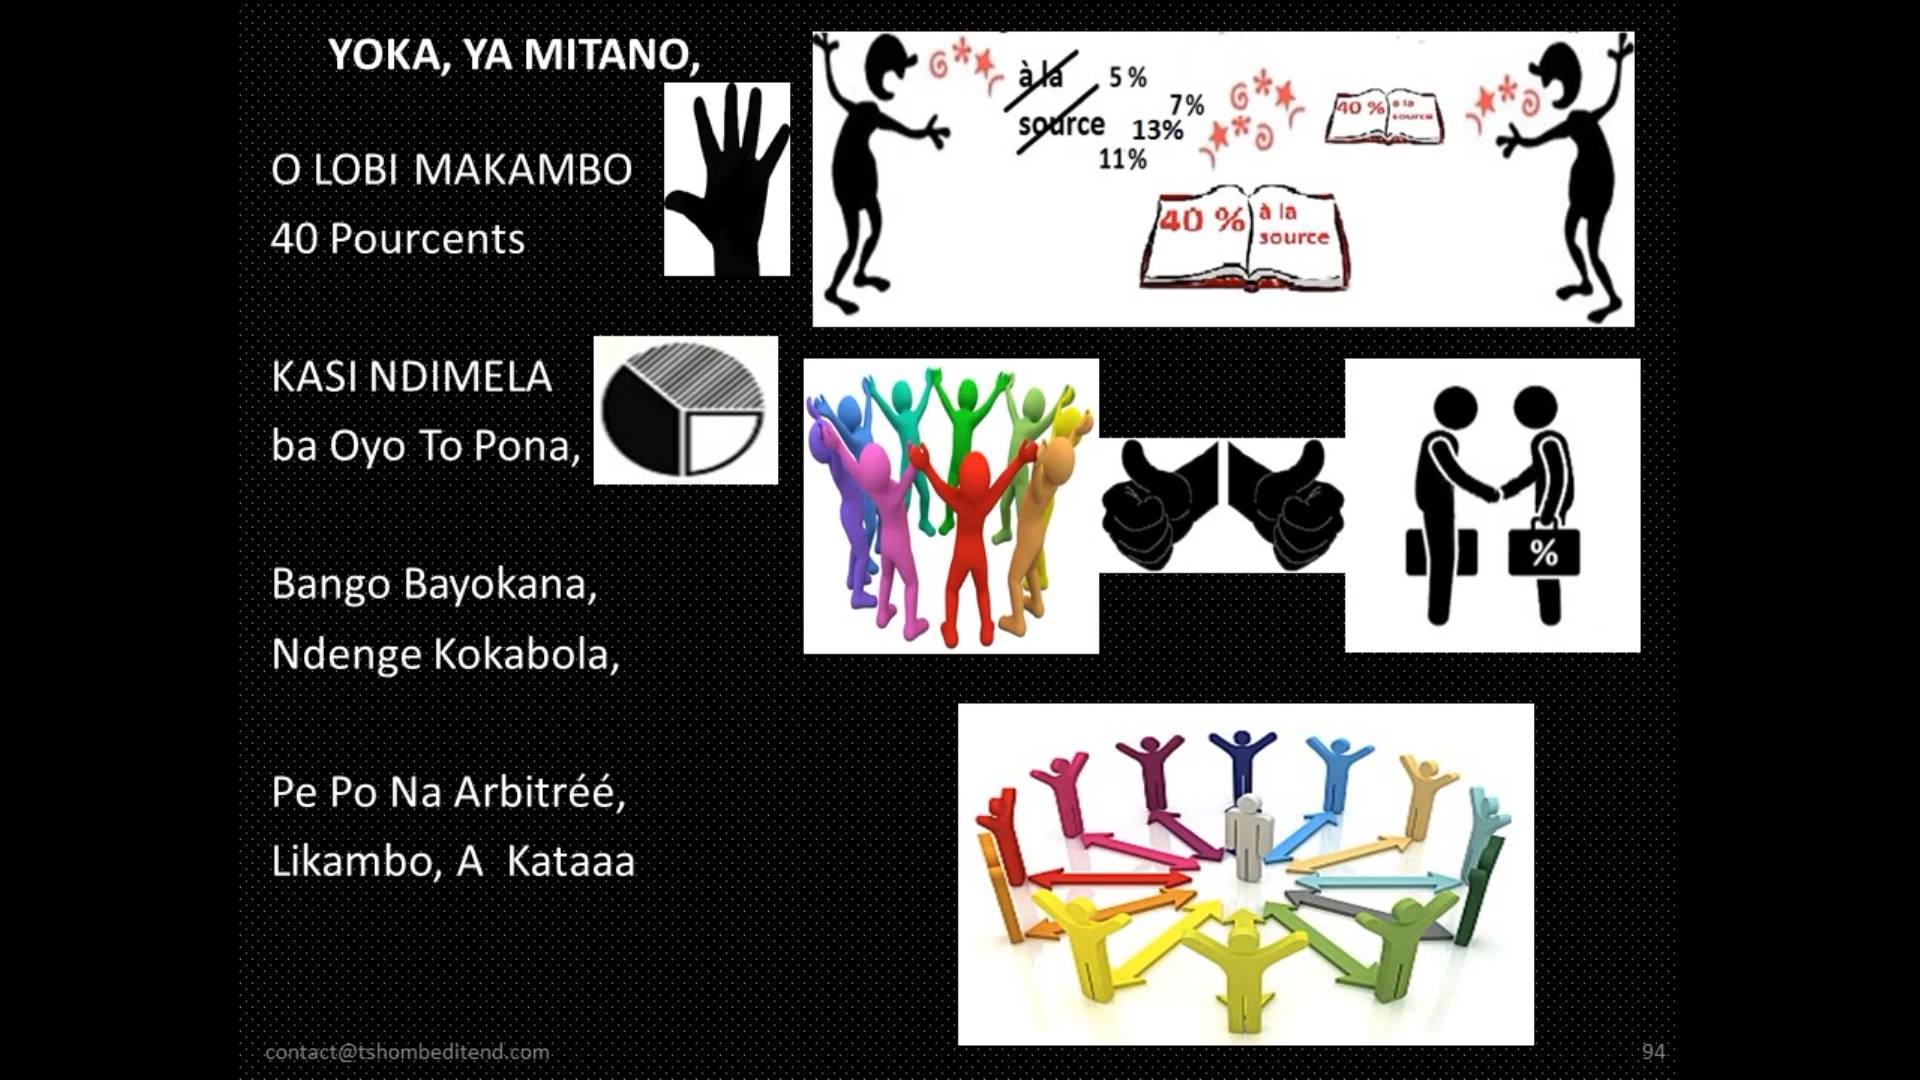 YOKA, YA MITANO,
O LOBI MAKAMBO
40 Pourcents
KASI NDIMELA
ba Oyo To Pona,
Bango Bayokana,
Ndenge Kokabola,
Pe Po Na Arbitréé,
Likambo, A Kataaa
à la
source
5 %
7%
13%
11%
40 %
à la
source
40 %
à la
source
%
contact@tshombeditend.com
94